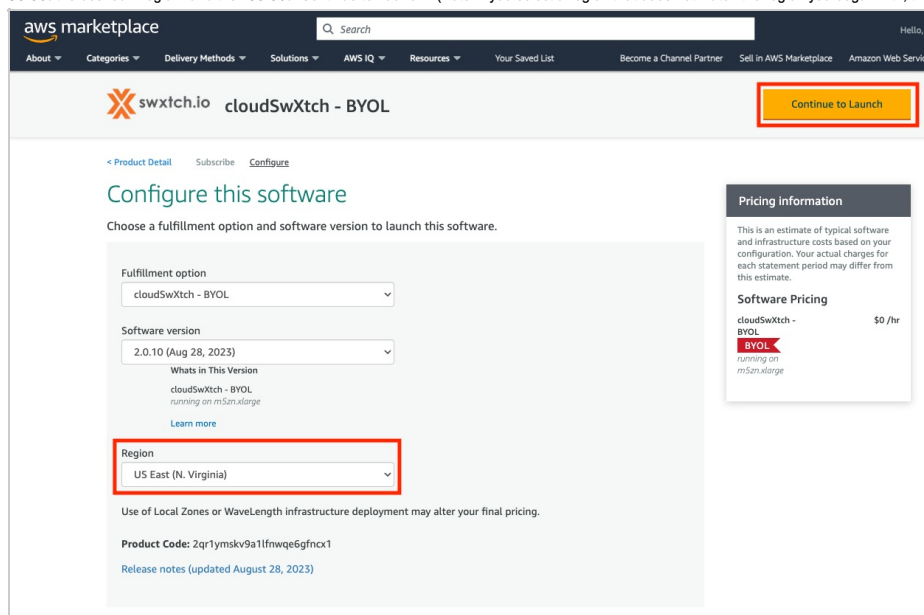 aws marketplace
Search
Hello,
About
Categories
Delivery Methods
Solutions
AWS IQ
Resources
Your Saved List
Become a Channel Partner
Sell in AWS Marketplace
Amazon Web Servic
swxtch.io cloudSwXtch - BYOL
Continue to Launch
< Product Detail Subscribe Configure
Configure this software
Choose a fulfillment option and software version to launch this software.
Fulfillment option
cloudSwXtch - BYOL
Software version
2.0.10 (Aug 28, 2023)
Whats in This Version
cloudSwXtch - BYOL
running on m5zn.xlarge
Learn more
Region
US East (N. Virginia)
Use of Local Zones or WaveLength infrastructure deployment may alter your final pricing.
Product Code: 2qr1ymskv9a1lfnwqe6gfncx1
Release notes (updated August 28, 2023)
Pricing information
This is an estimate of typical software
and infrastructure costs based on your
configuration. Your actual charges for
each statement period may differ from
this estimate.
Software Pricing
cloudSwXtch - $0 /hr
BYOL
BYOL
running on
m5zn.xlarge